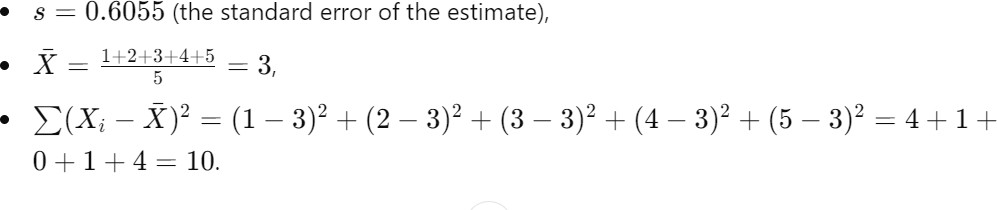 • s = 0.6055 (the standard error of the estimate),
• X̄ = (1+2+3+4+5)/5 = 3,
• ∑(Xᵢ − X̄)² = (1 − 3)² + (2 − 3)² + (3 − 3)² + (4 − 3)² + (5 − 3)² = 4 + 1 +
0 + 1 + 4 = 10.